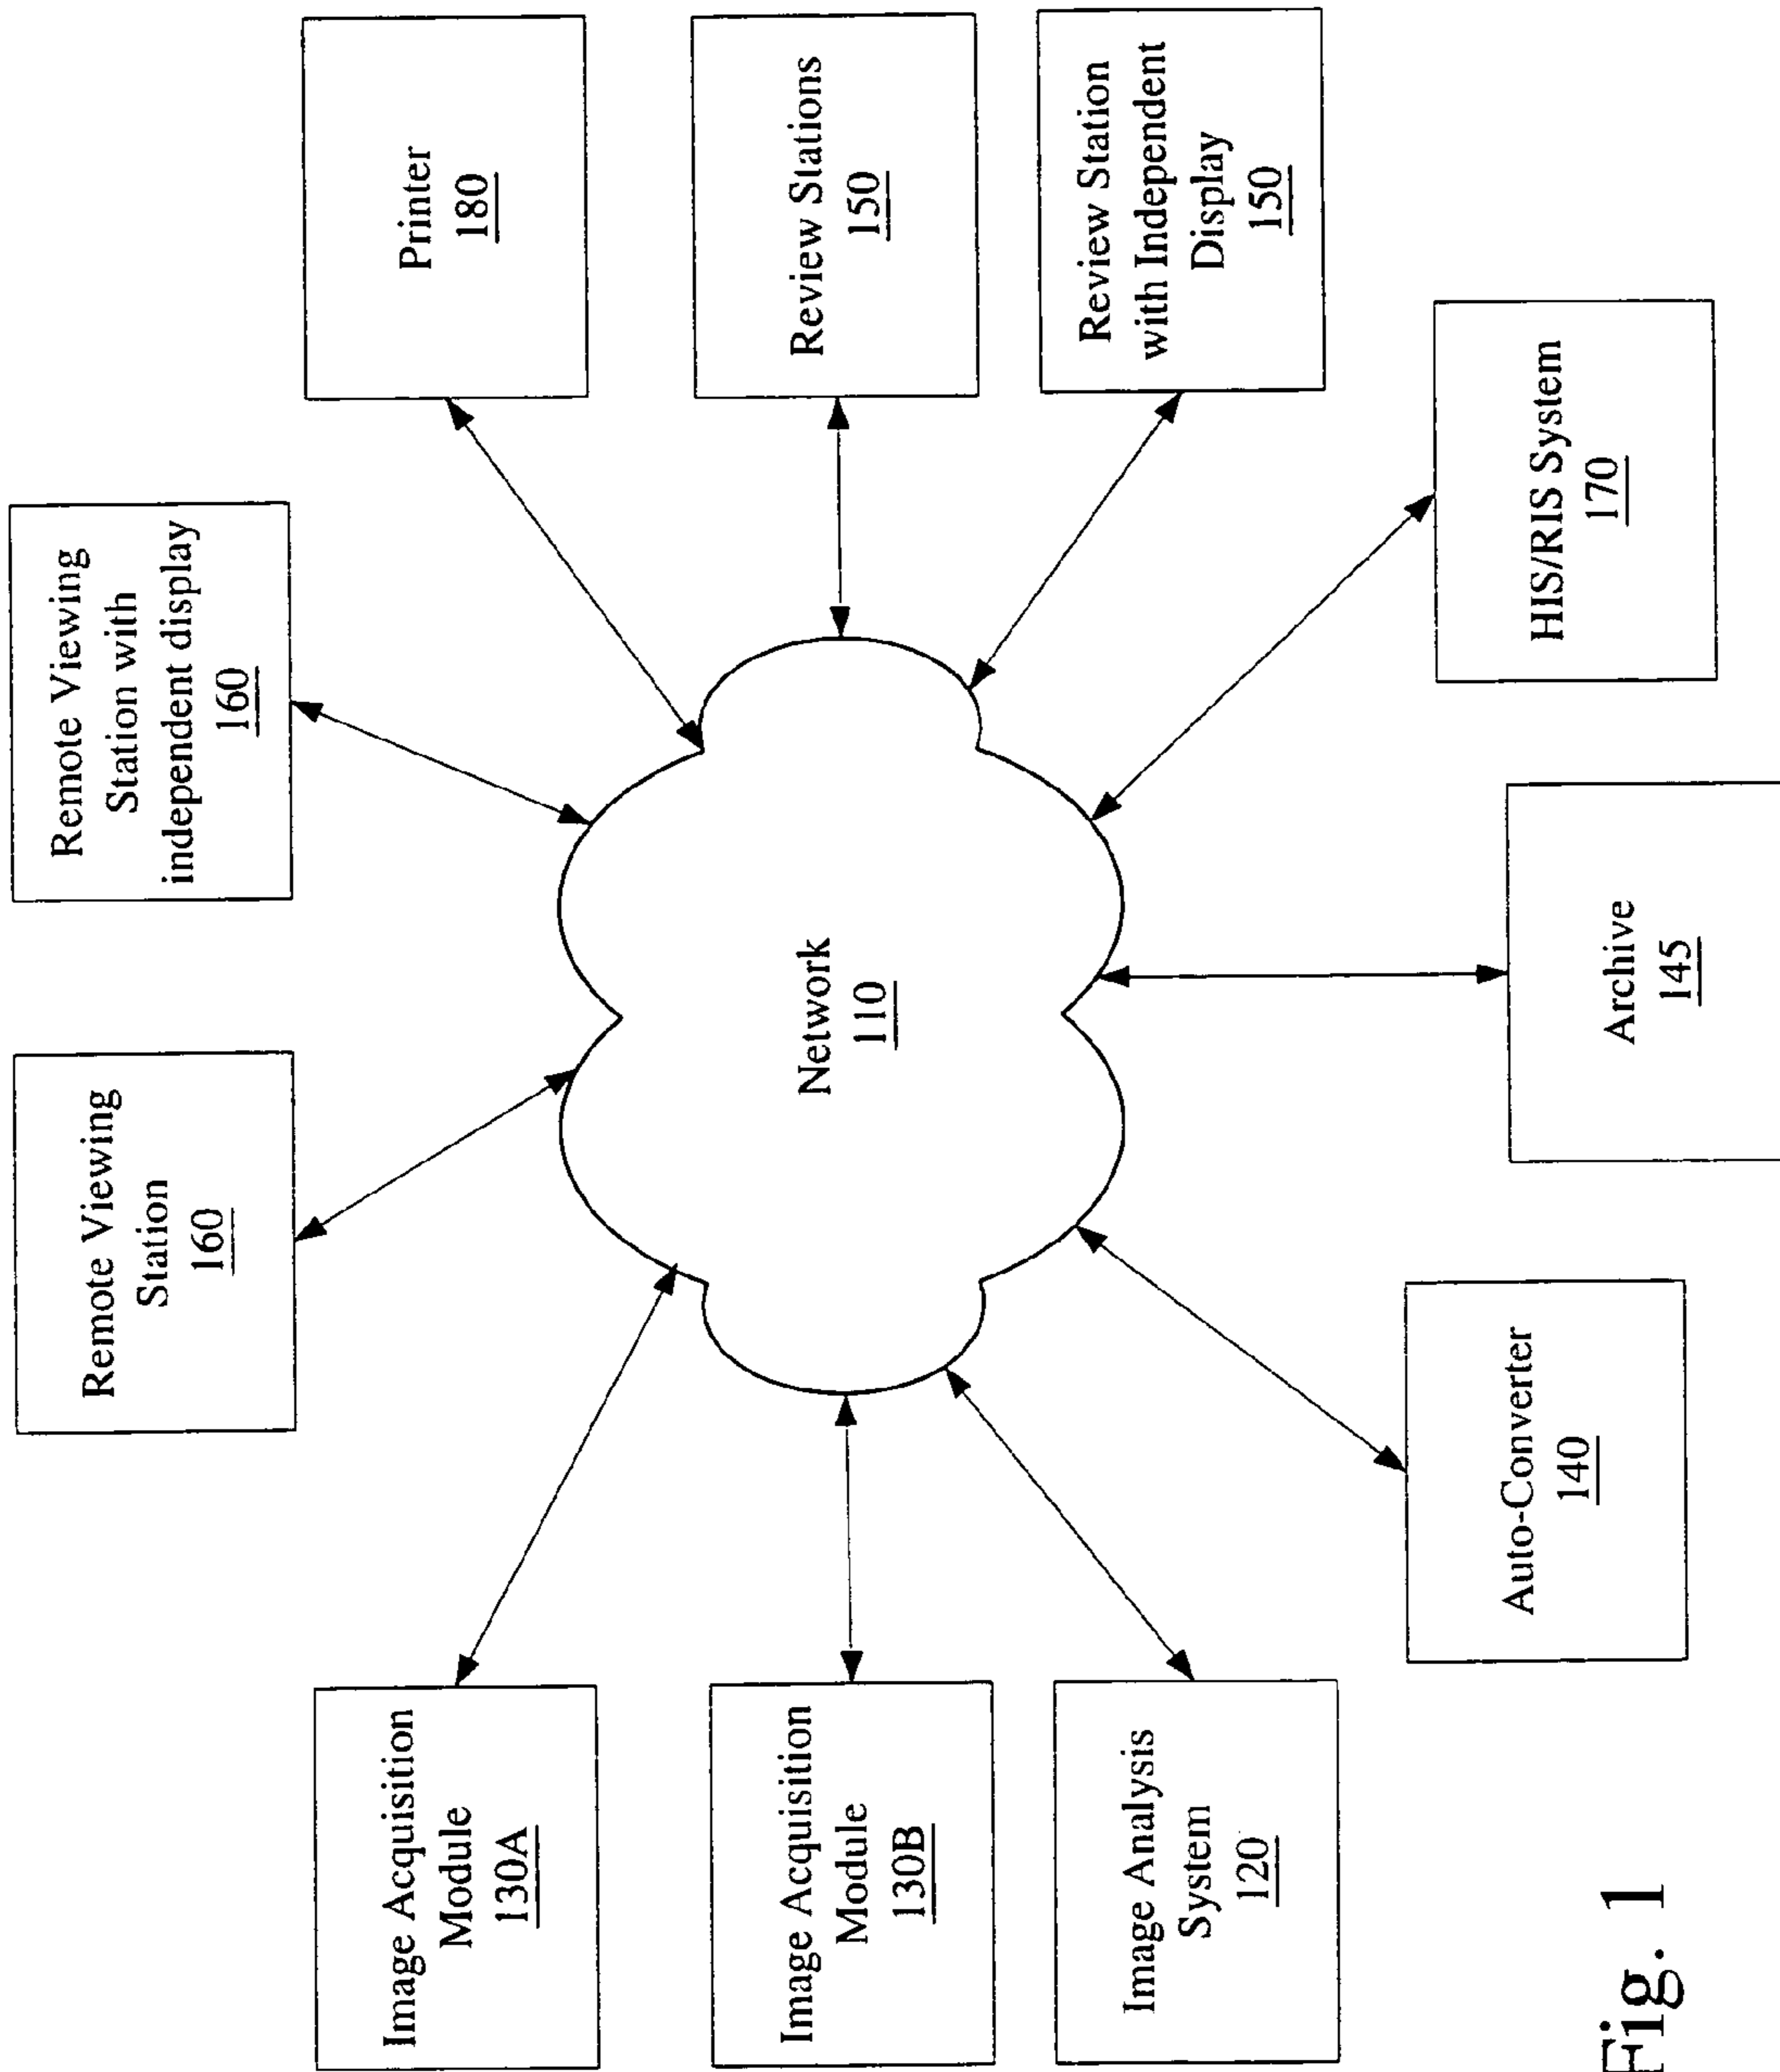 Remote Viewing
Station
160
Remote Viewing
Station with
independent display
160
Image Acquisition
Module
130A
Printer
180
Image Acquisition
Module
130B
Network
110
Review Stations
150
Image Analysis
System
120
Review Station
with Independent
Display
150
Auto-Converter
140
HIS/RIS System
170
Archive
145
Fig. 1